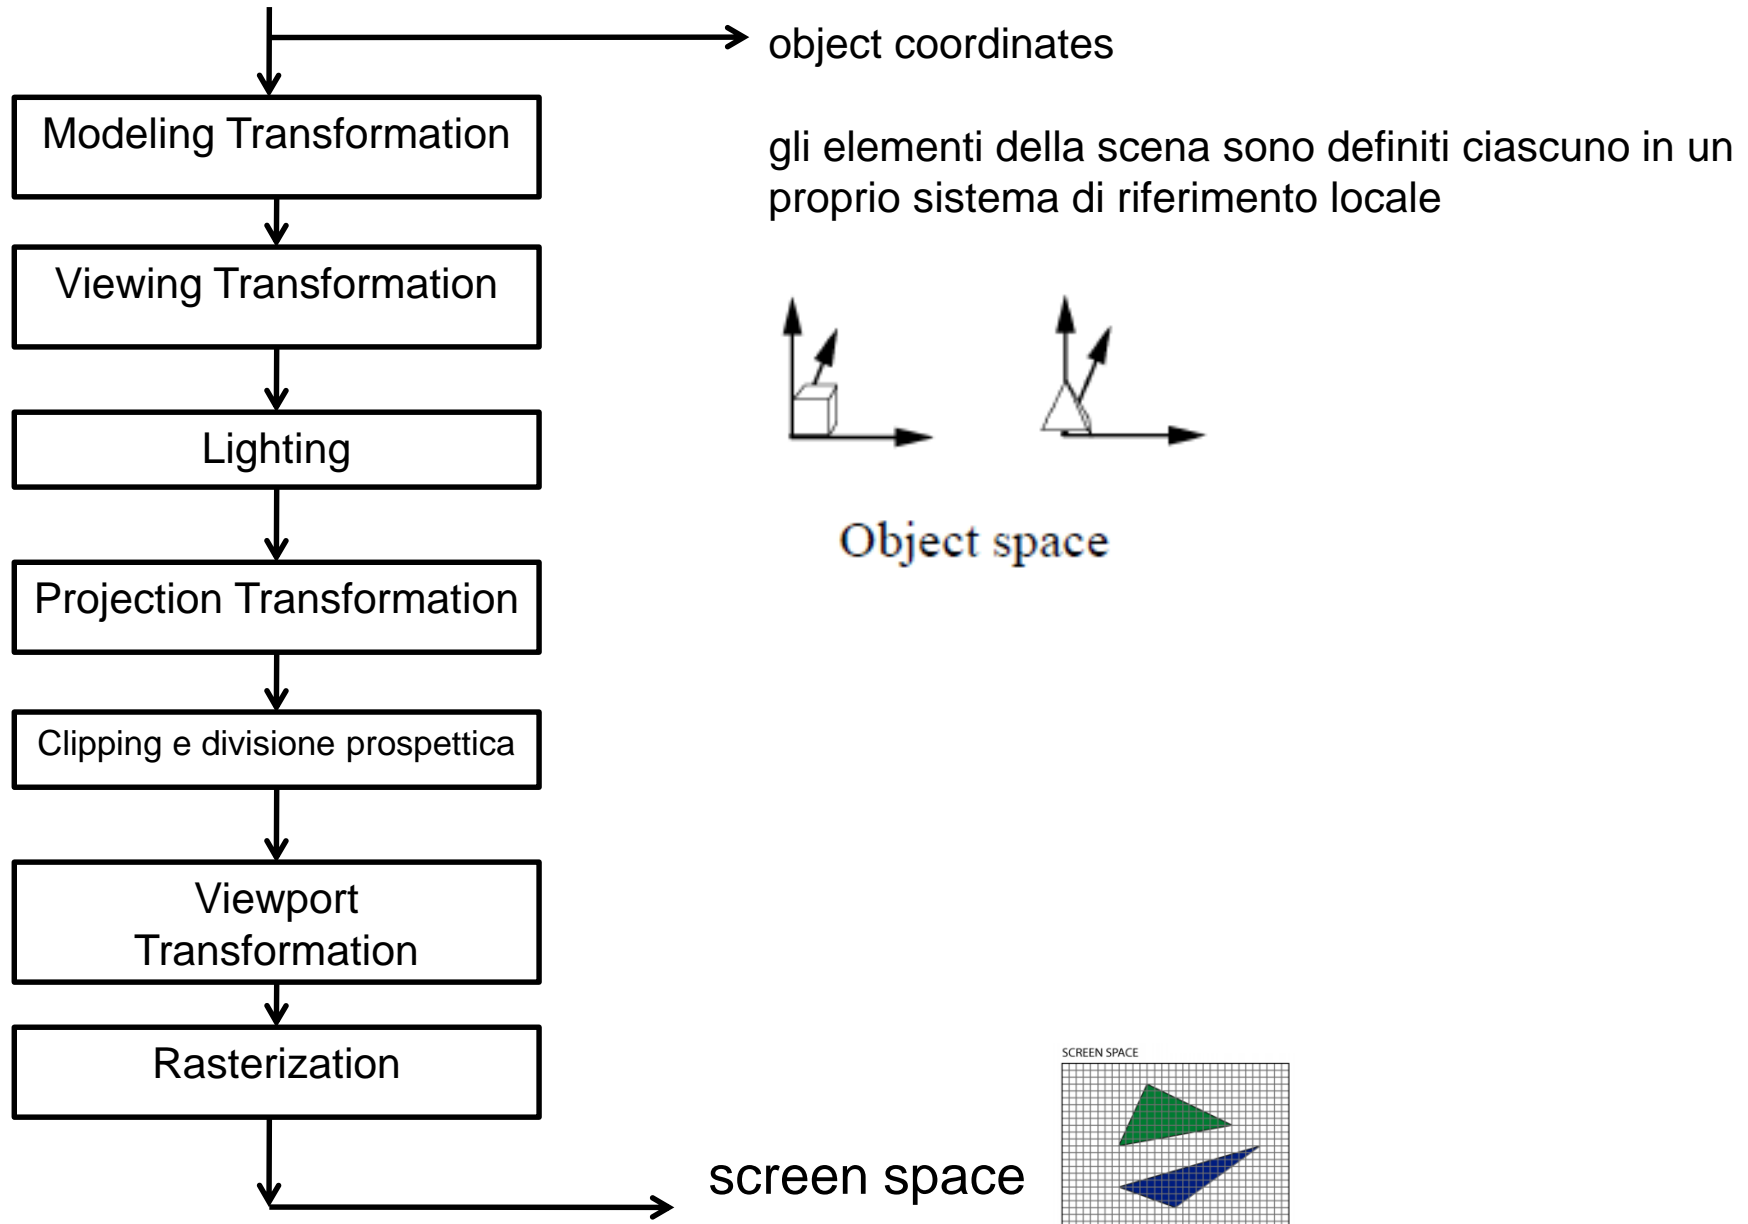 object coordinates
Modeling Transformation
gli elementi della scena sono definiti ciascuno in un
proprio sistema di riferimento locale
Viewing Transformation
Lighting
Object space
Projection Transformation
Clipping e divisione prospettica
Viewport
Transformation
Rasterization
SCREEN SPACE
screen space